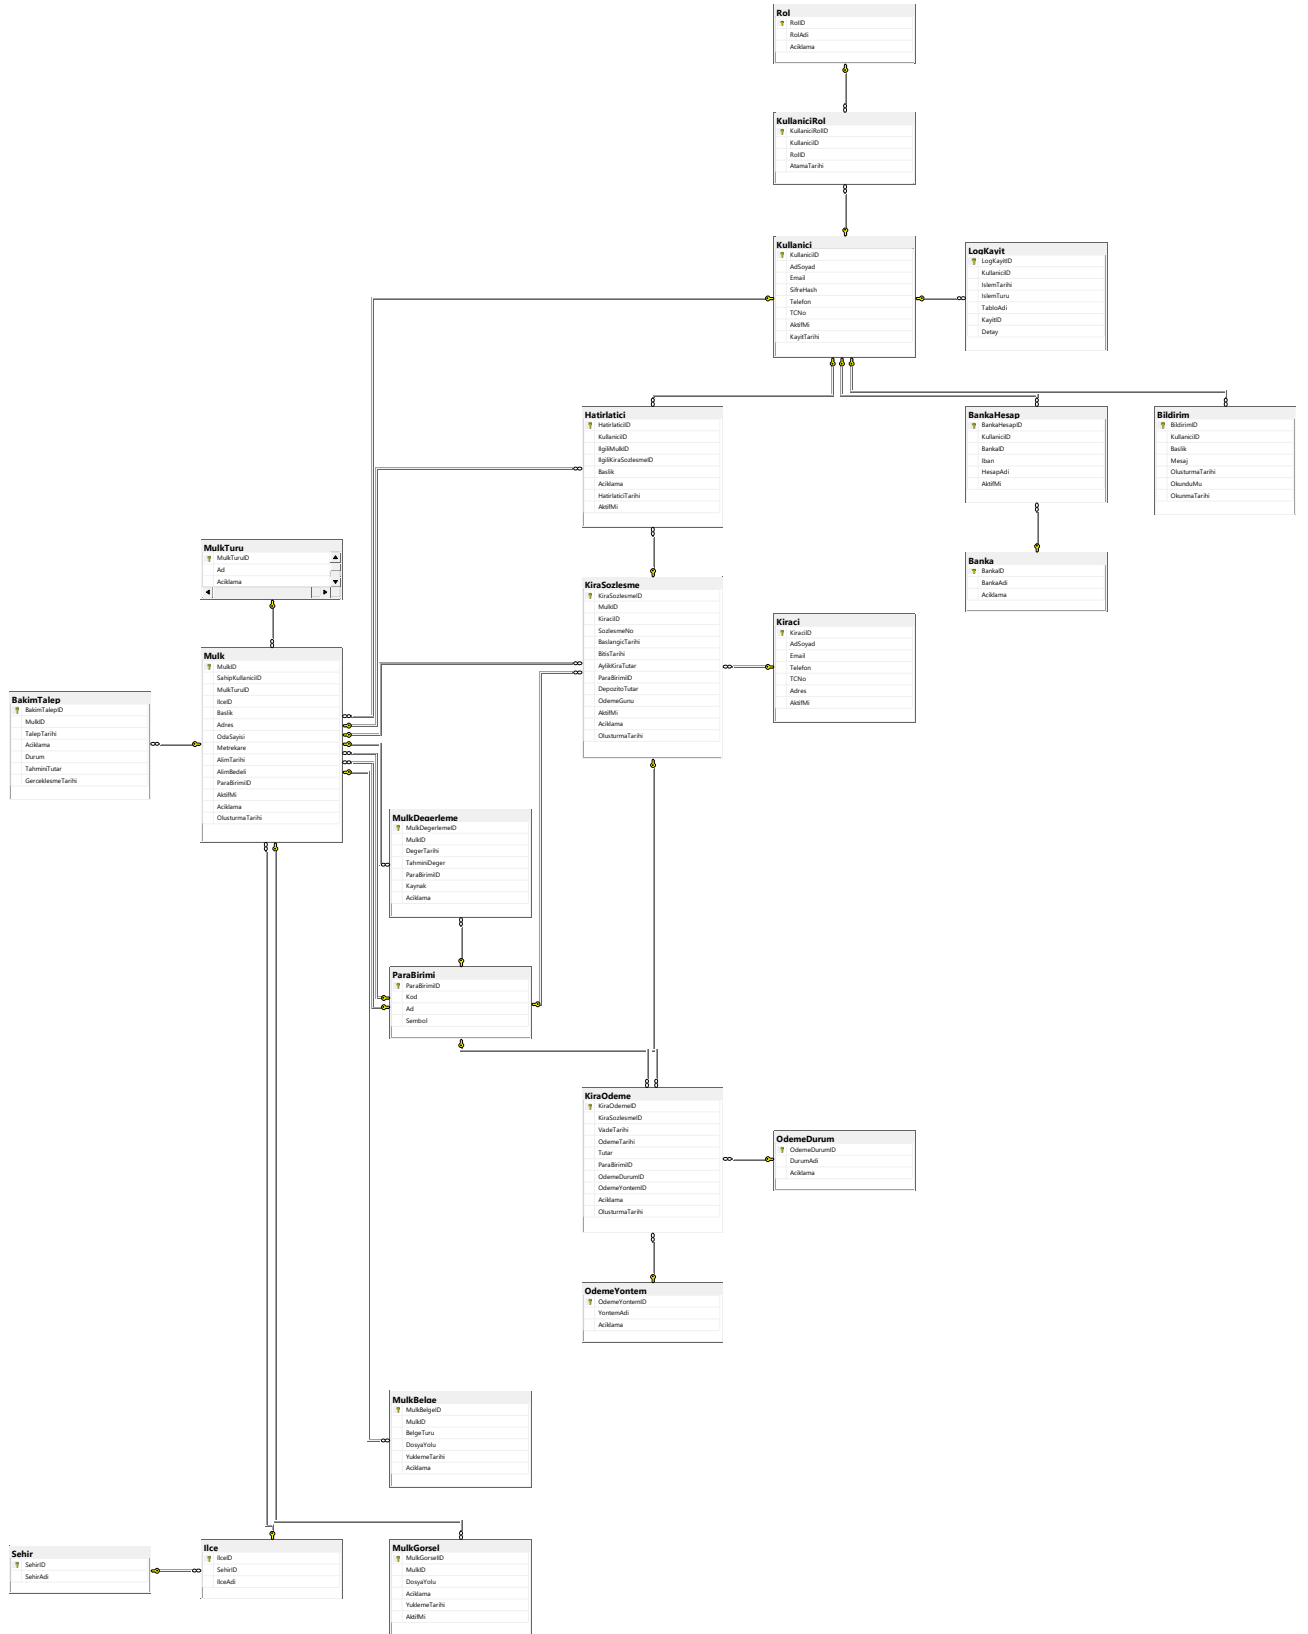 Rol
RolID
RolAdi
Aciklama
KullaniciRol
KullaniciRolID
KullaniciID
RolID
AtamaTarihi
Kullanici
KullaniciID
AdSoyad
Email
SifreHash
Telefon
TCNo
AktifMi
KayitTarihi
LogKayit
LogKayitID
KullaniciID
IslemTarihi
IslemTuru
TabloAdi
KayitID
Detay
Hatirlatici
HatirlaticiID
KullaniciID
IlgiliMulkID
IlgiliKiraSozlesmeID
Baslik
Aciklama
HatirlaticiTarihi
AktifMi
BankaHesap
BankaHesapID
KullaniciID
BankaID
Iban
HesapAdi
AktifMi
Bildirim
BildirimID
KullaniciID
Baslik
Mesaj
OlusturmaTarihi
OkunduMu
OkunmaTarihi
MulkTuru
MulkTuruID
Ad
Aciklama
Banka
BankaID
BankaAdi
Aciklama
KiraSozlesme
KiraSozlesmeID
MulkID
KiraciID
SozlesmeNo
BaslangicTarihi
BitisTarihi
AylikKiraTutar
ParaBirimiID
DepozitoTutar
OdemeGunu
AktifMi
Aciklama
OlusturmaTarihi
Kiraci
KiraciID
AdSoyad
Email
Telefon
TCNo
Adres
AktifMi
Mulk
MulkID
SahipKullaniciID
MulkTuruID
IlceID
Baslik
Adres
OdaSayisi
Metrekare
AlimTarihi
AlimBedeli
ParaBirimiID
AktifMi
Aciklama
OlusturmaTarihi
BakimTalep
BakimTalepID
MulkID
TalepTarihi
Aciklama
Durum
TahminiTutar
GerceklesmeTarihi
MulkDegerleme
MulkDegerlemeID
MulkID
DegerTarihi
TahminiDeger
ParaBirimiID
Kaynak
Aciklama
ParaBirimi
ParaBirimiID
Kod
Ad
Sembol
KiraOdeme
KiraOdemeID
KiraSozlesmeID
VadeTarihi
OdemeTarihi
Tutar
ParaBirimiID
OdemeDurumID
OdemeYontemID
Aciklama
OlusturmaTarihi
OdemeDurum
OdemeDurumID
DurumAdi
Aciklama
OdemeYontem
OdemeYontemID
YontemAdi
Aciklama
MulkBelge
MulkBelgeID
MulkID
BelgeTuru
DosyaYolu
YuklemeTarihi
Aciklama
Sehir
SehirID
SehirAdi
Ilce
IlceID
SehirID
IlceAdi
MulkGorsel
MulkGorselID
MulkID
DosyaYolu
Aciklama
YuklemeTarihi
AktifMi